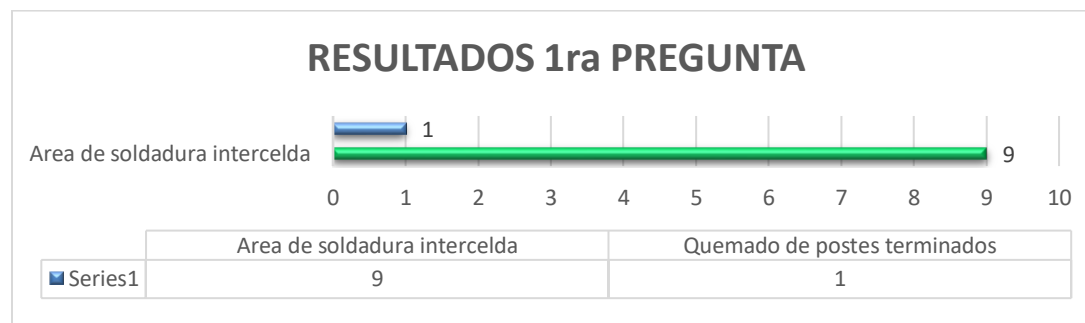 RESULTADOS 1ra PREGUNTA
1
Area de soldadura intercelda
9
0 1 2 3 4 5 6 7 8 9 10
Area de soldadura intercelda Quemado de postes terminados
Series1 9 1